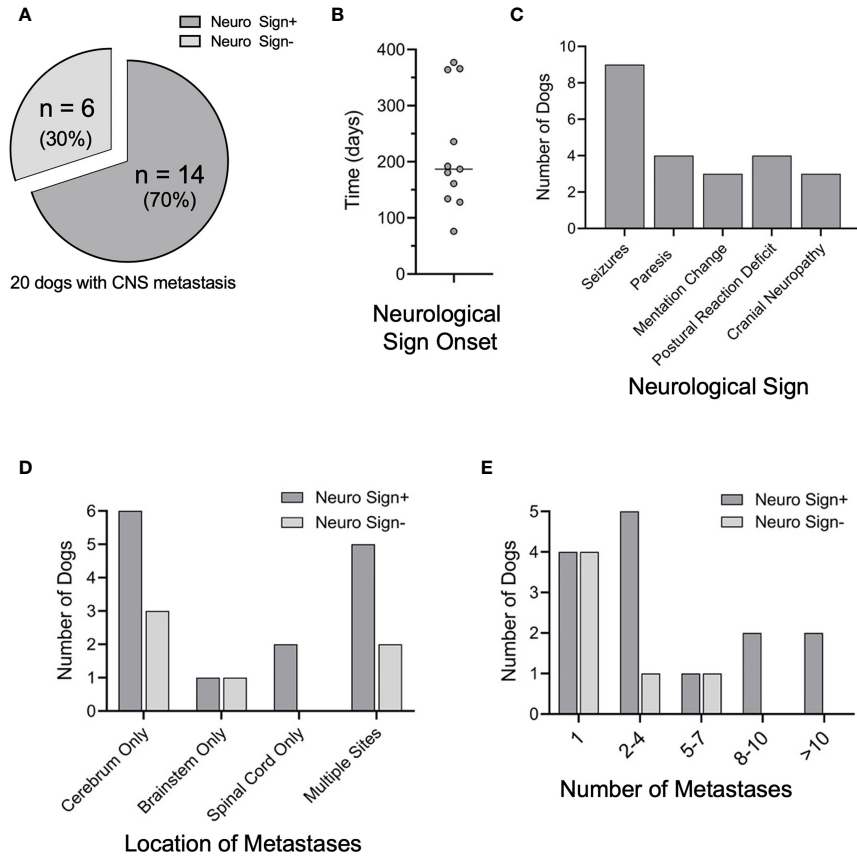 A
Neuro Sign+
Neuro Sign-
n = 6
(30%)
n = 14
(70%)
20 dogs with CNS metastasis
B
400
300
200
100
0
Time (days)
Neurological
Sign Onset
C
10
8
6
4
2
0
Number of Dogs
Seizures
Paresis
Mentation Change
Postural Reaction Deficit
Cranial Neuropathy
Neurological Sign
D
Neuro Sign+
Neuro Sign-
6
5
4
3
2
1
0
Number of Dogs
Cerebrum Only
Brainstem Only
Spinal Cord Only
Multiple Sites
Location of Metastases
E
Neuro Sign+
Neuro Sign-
5
4
3
2
1
0
Number of Dogs
1
2-4
5-7
8-10
>10
Number of Metastases